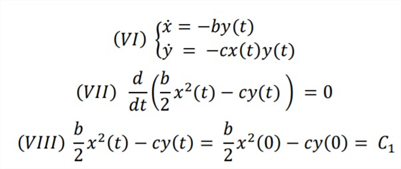 (VI) {ẋ = −by(t)
ẏ = −cx(t)y(t)
(VII) d/dt(b/2 x²(t) − cy(t)) = 0
(VIII) b/2 x²(t) − cy(t) = b/2 x²(0) − cy(0) = C₁